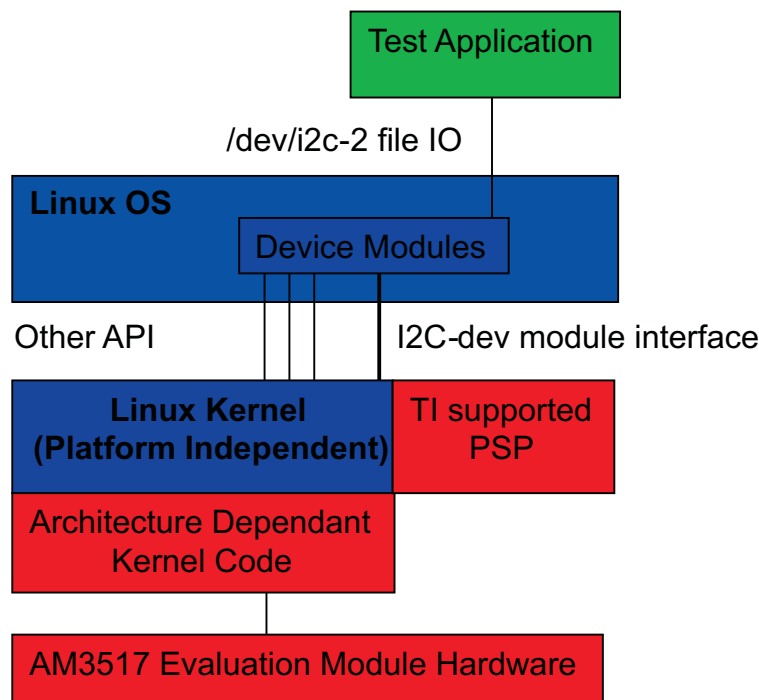 Test Application
/dev/i2c-2 file IO
Linux OS
Device Modules
Other API
I2C-dev module interface
Linux Kernel
(Platform Independent)
TI supported
PSP
Architecture Dependant
Kernel Code
AM3517 Evaluation Module Hardware